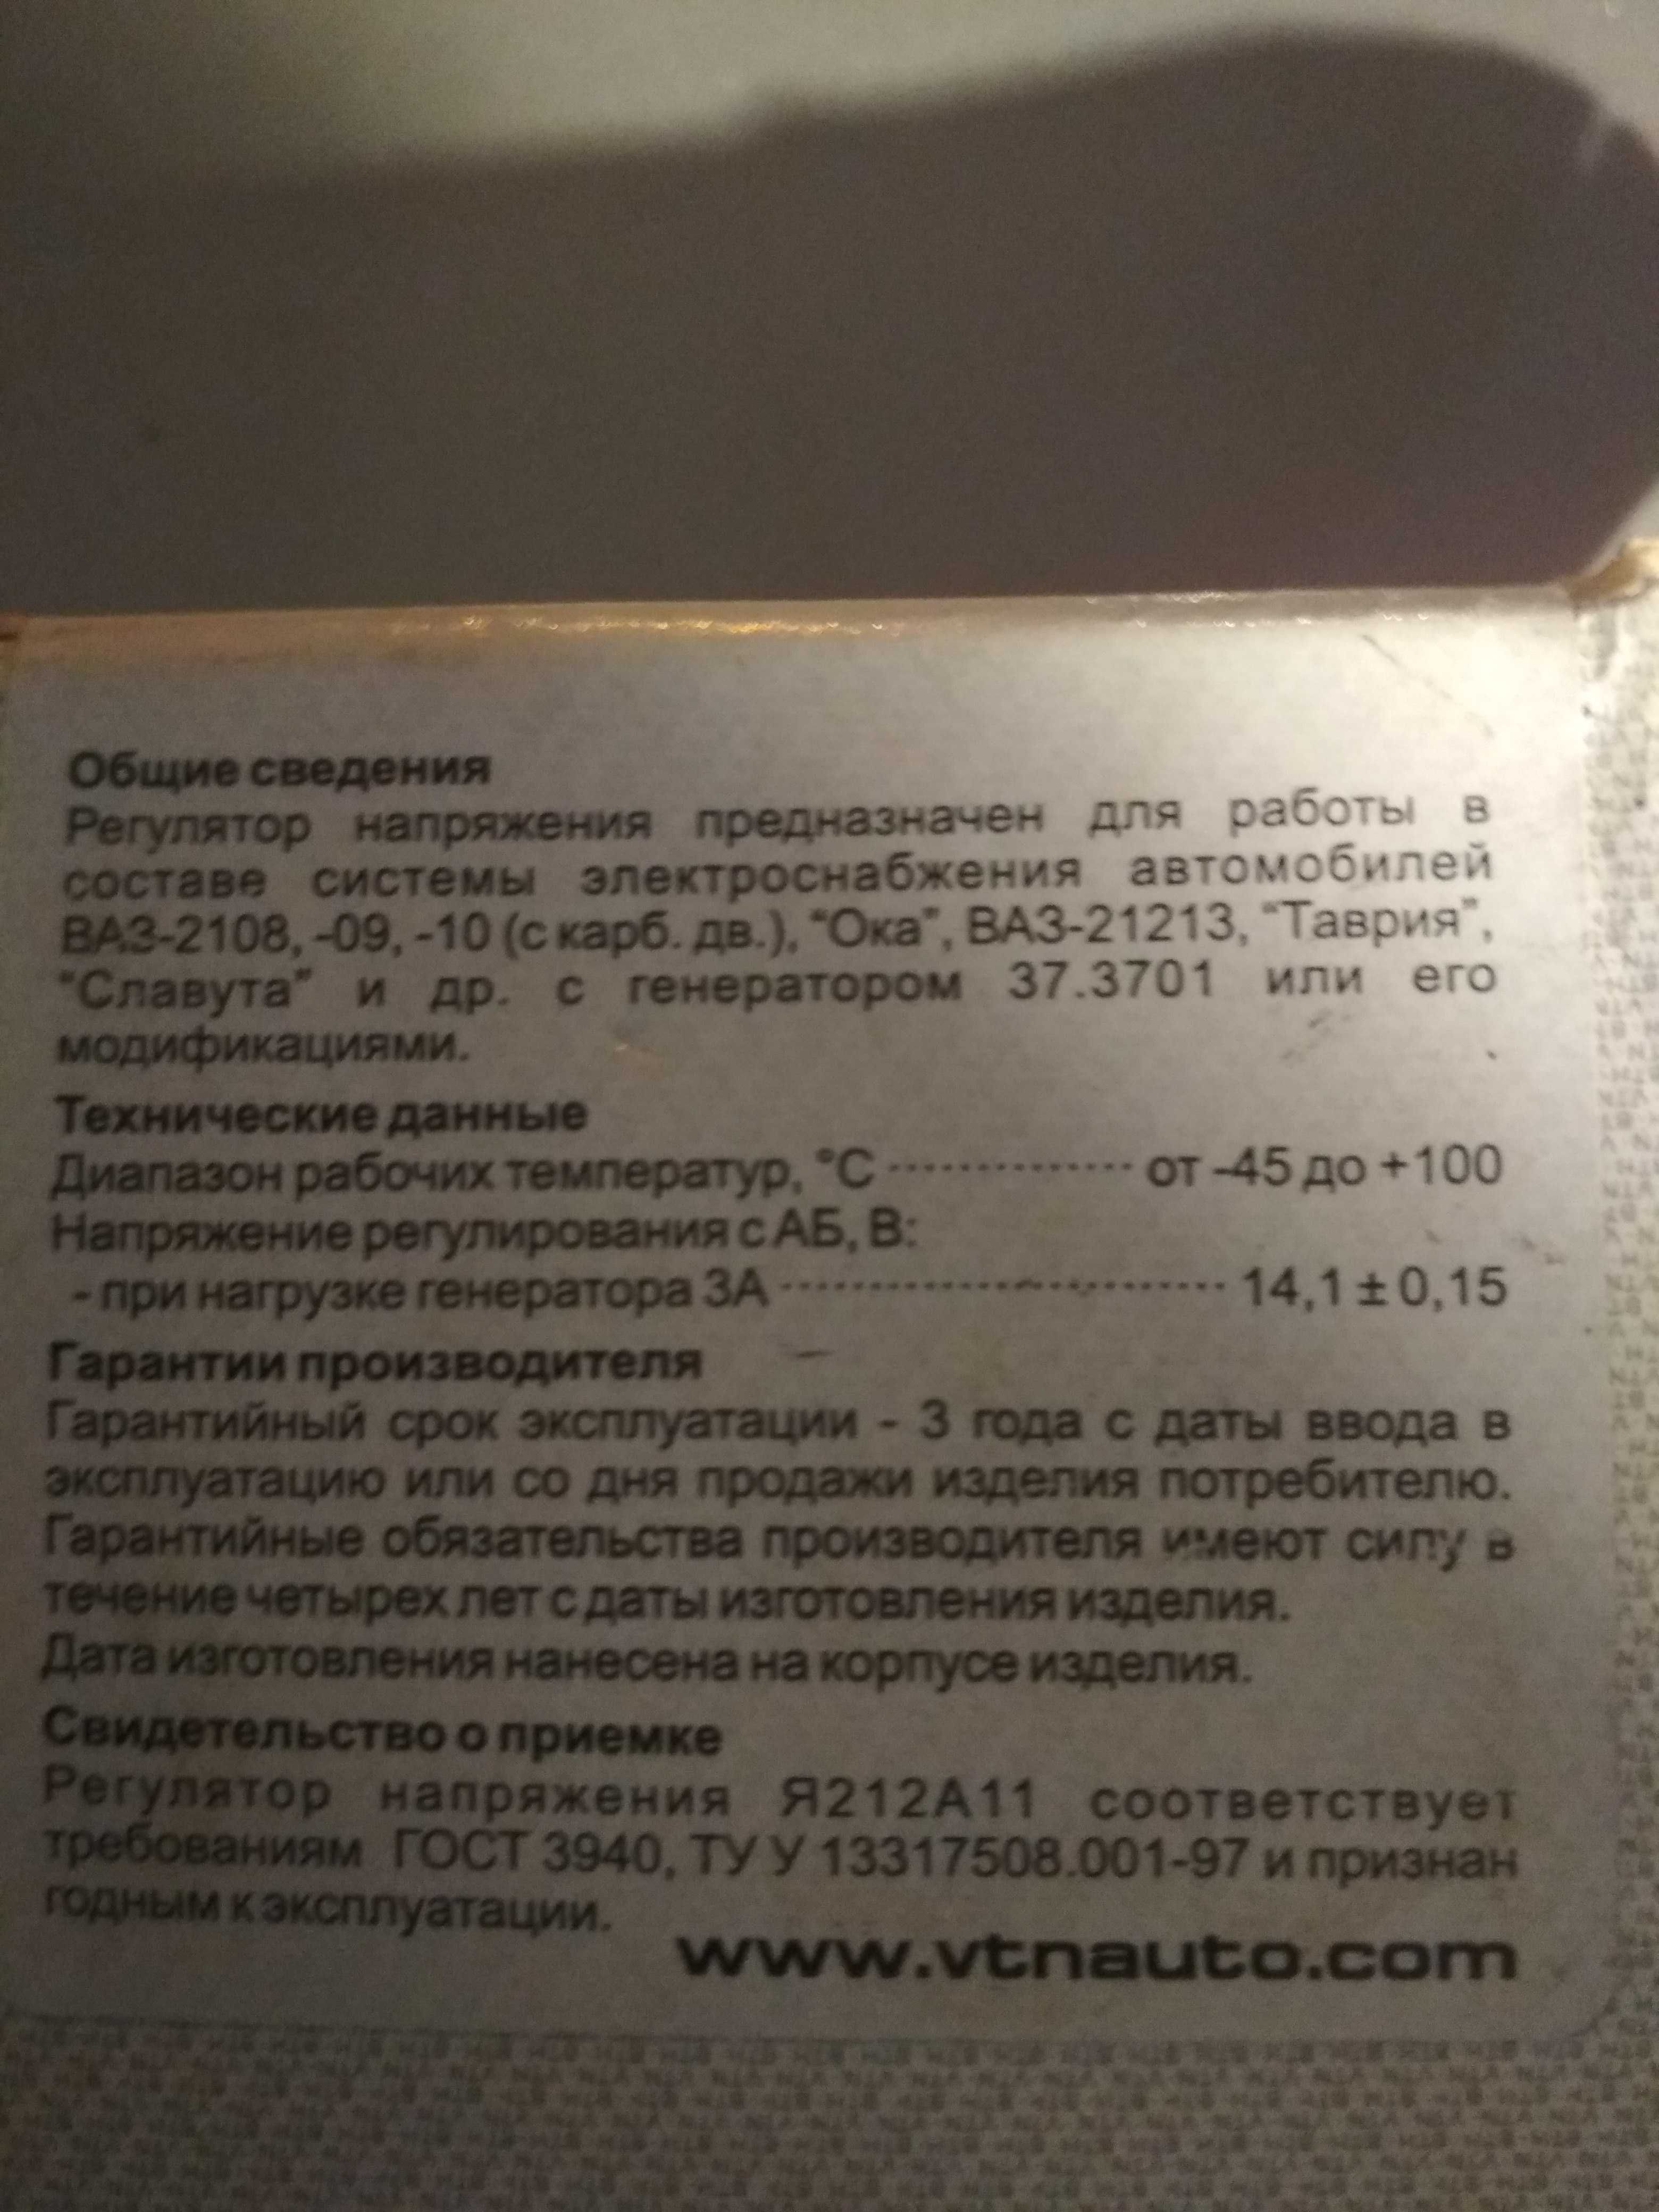 Общие сведения
Регулятор напряжения предназначен для работы в
составе системы электроснабжения автомобилей
ВАЗ-2108, -09, -10 (с карб. дв.), “Ока”, ВАЗ-21213, “Таврия”,
“Славута” и др. с генератором 37.3701 или его
модификациями.
Технические данные
Диапазон рабочих температур, °С ·············· от -45 до +100
Напряжение регулирования с АБ, В:
- при нагрузке генератора 3А ·························· 14,1 ± 0,15
Гарантии производителя
Гарантийный срок эксплуатации - 3 года с даты ввода в
эксплуатацию или со дня продажи изделия потребителю.
Гарантийные обязательства производителя имеют силу в
течение четырех лет с даты изготовления изделия.
Дата изготовления нанесена на корпусе изделия.
Свидетельство о приемке
Регулятор напряжения Я212А11 соответствует
требованиям ГОСТ 3940, ТУ У 13317508.001-97 и признан
годным к эксплуатации.
www.vtnauto.com